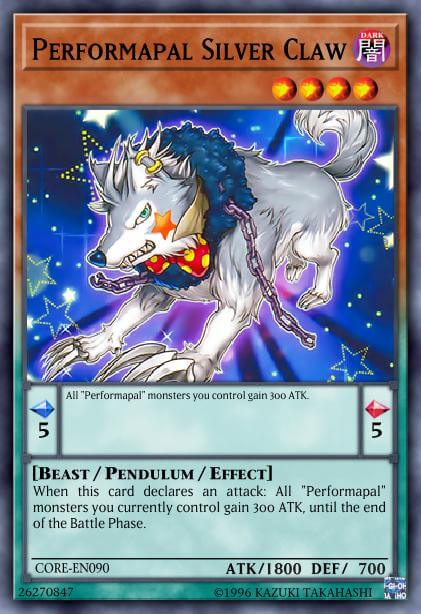 PERFORMAPAL SILVER CLAW
DARK
闇
All "Performapal" monsters you control gain 300 ATK.
5
5
[BEAST / PENDULUM / EFFECT]
When this card declares an attack: All "Performapal"
monsters you currently control gain 300 ATK, until the end
of the Battle Phase.
CORE-EN090
ATK/1800 DEF/ 700
26270847
©1996 KAZUKI TAKAHASHI